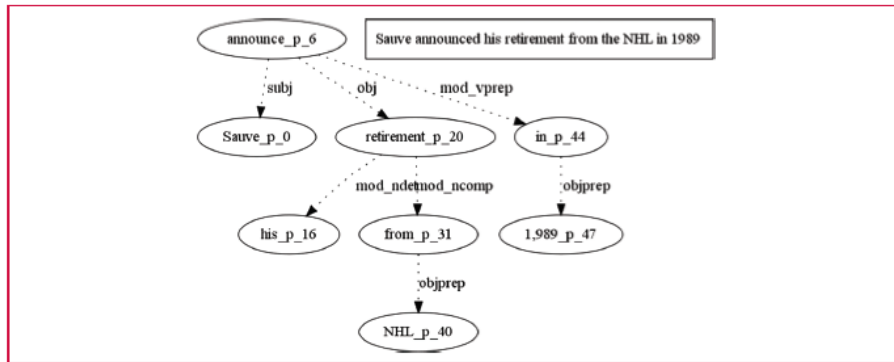 announce_p_6
Sauve announced his retirement from the NHL in 1989
subj
obj
mod_vprep
Sauve_p_0
retirement_p_20
in_p_44
mod_ndet
mod_ncomp
objprep
his_p_16
from_p_31
1,989_p_47
objprep
NHL_p_40